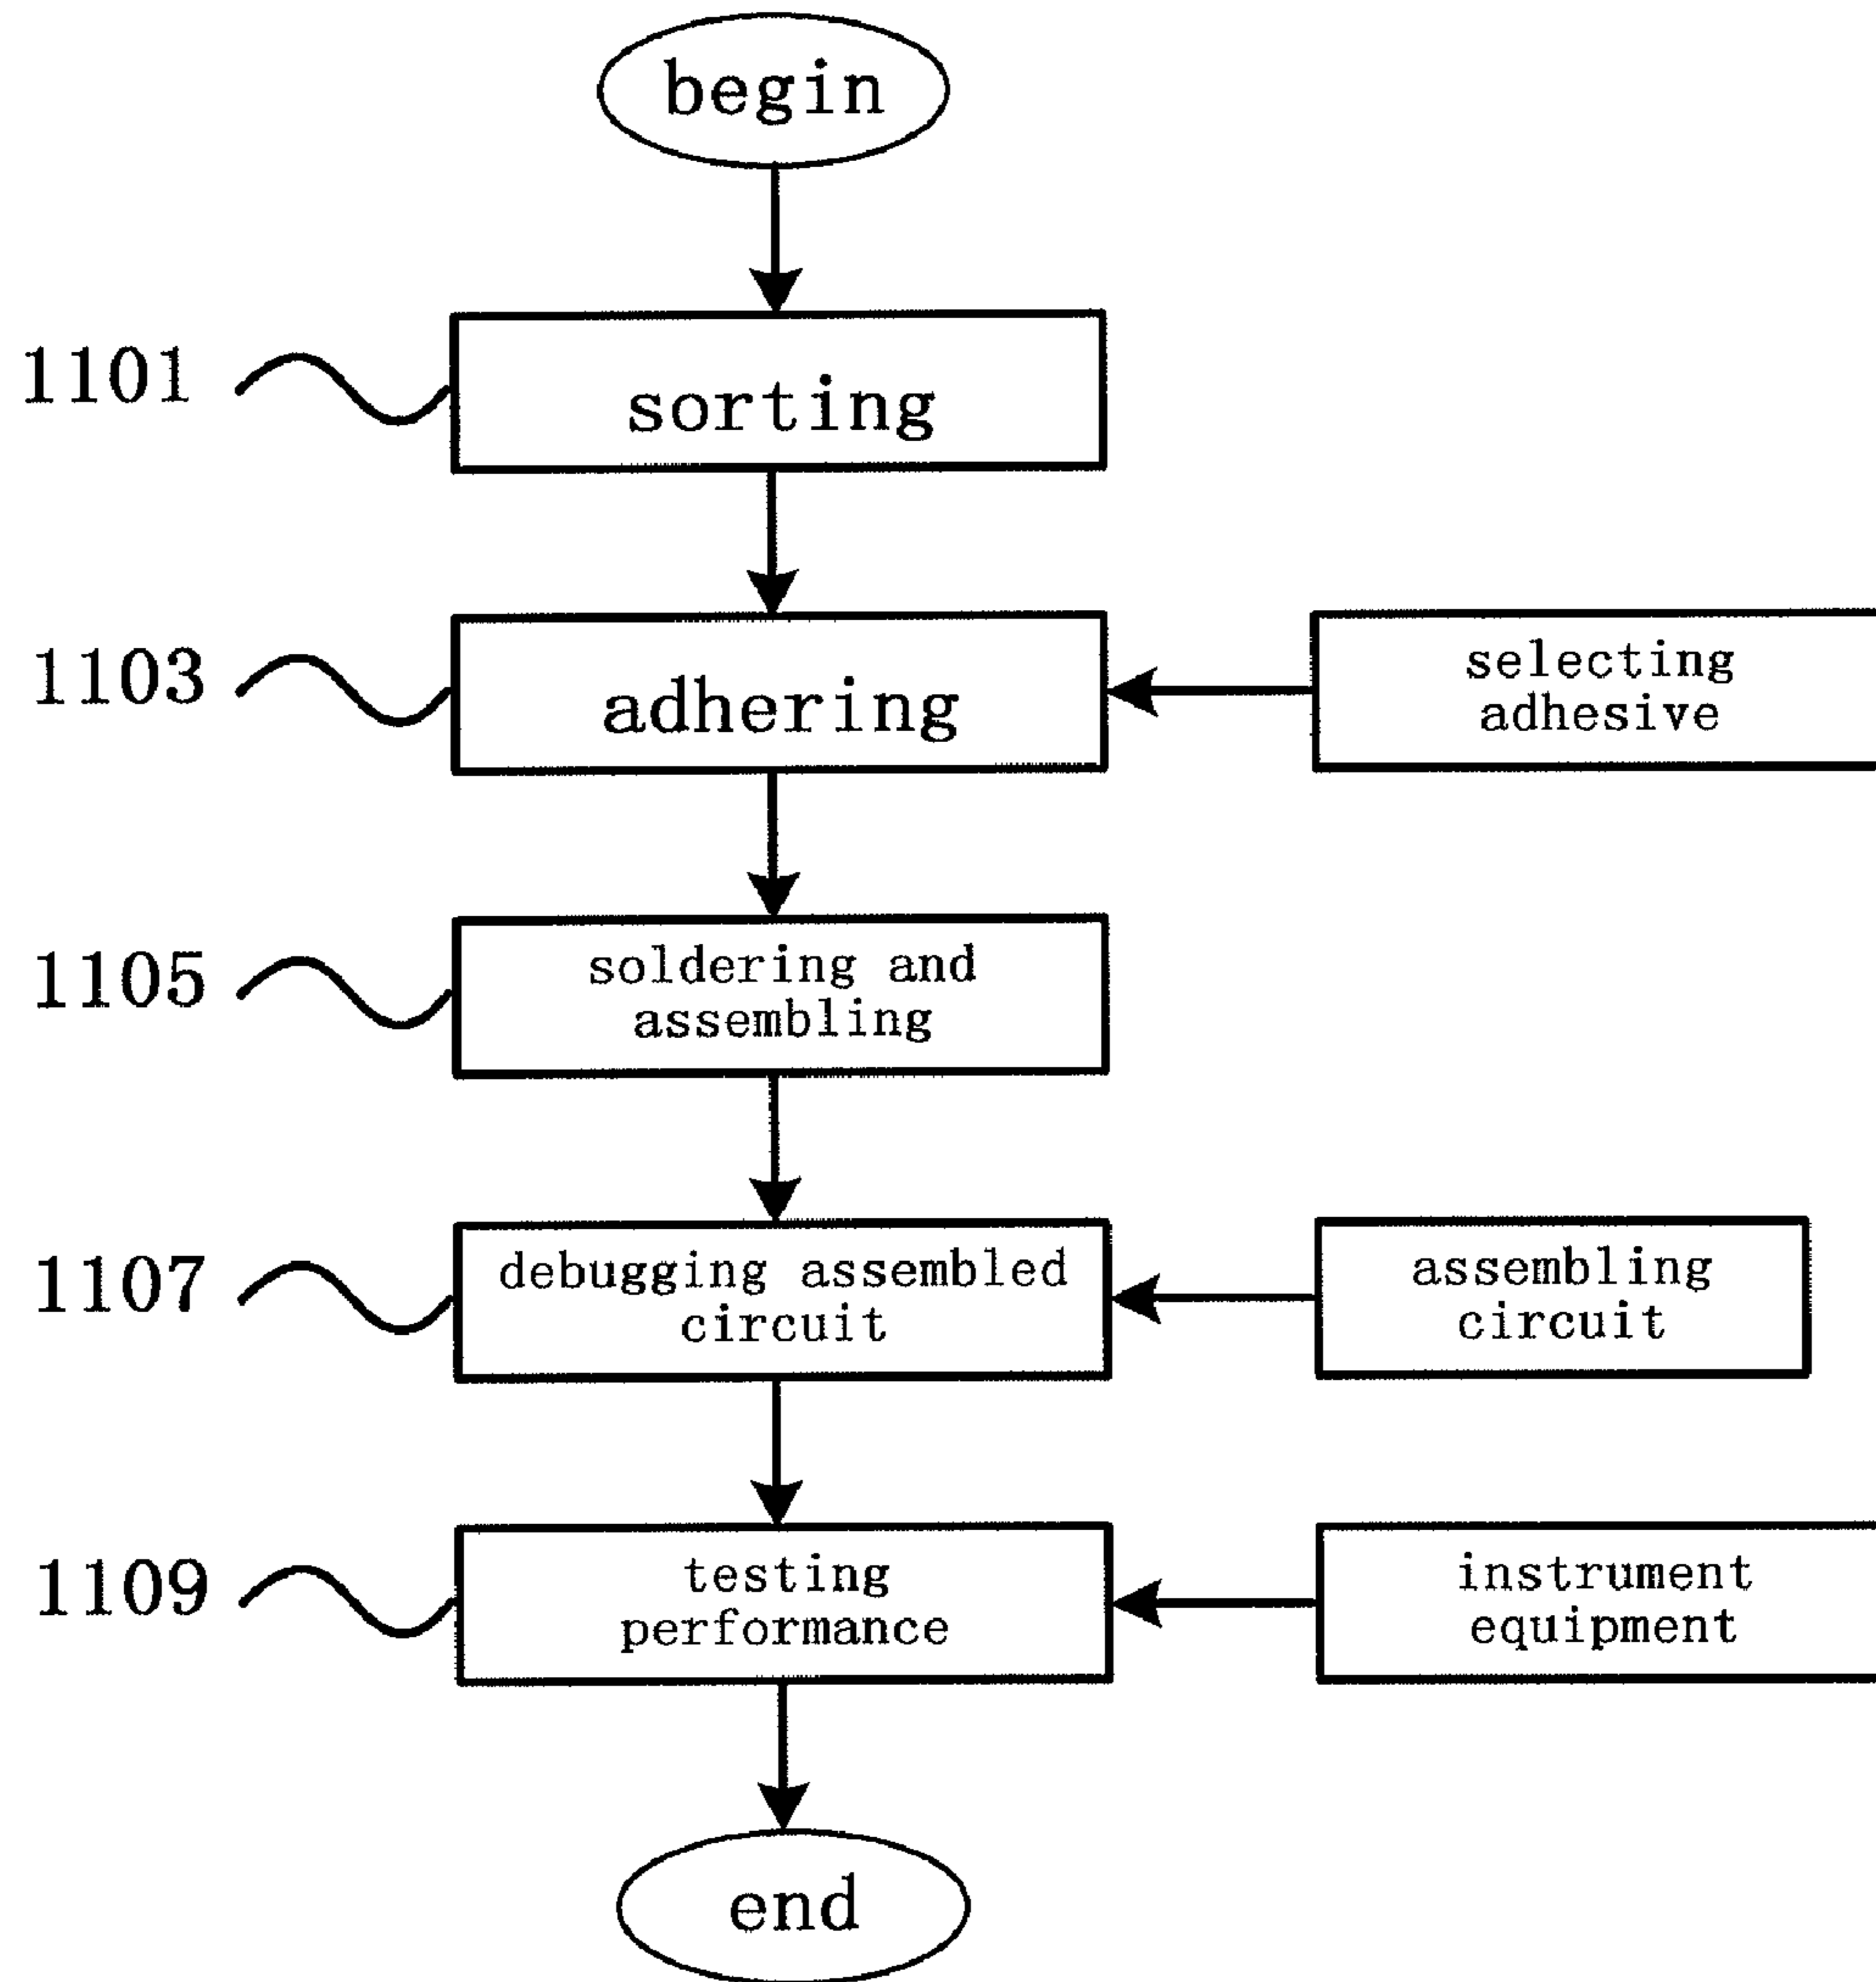 begin
1101
sorting
1103
adhering
selecting
adhesive
1105
soldering and
assembling
1107
debugging assembled
circuit
assembling
circuit
1109
testing
performance
instrument
equipment
end